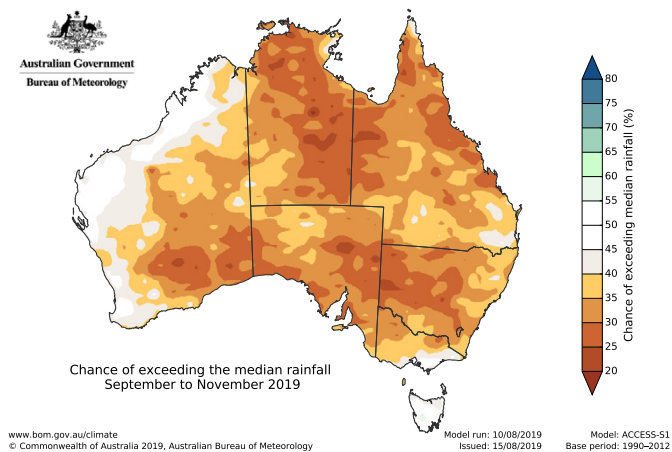 Australian Government
Bureau of Meteorology
80
75
70
65
60
55
50
45
40
35
30
25
20
Chance of exceeding median rainfall (%)
Chance of exceeding the median rainfall
September to November 2019
www.bom.gov.au/climate
© Commonwealth of Australia 2019, Australian Bureau of Meteorology
Model run: 10/08/2019
Issued: 15/08/2019
Model: ACCESS-S1
Base period: 1990–2012